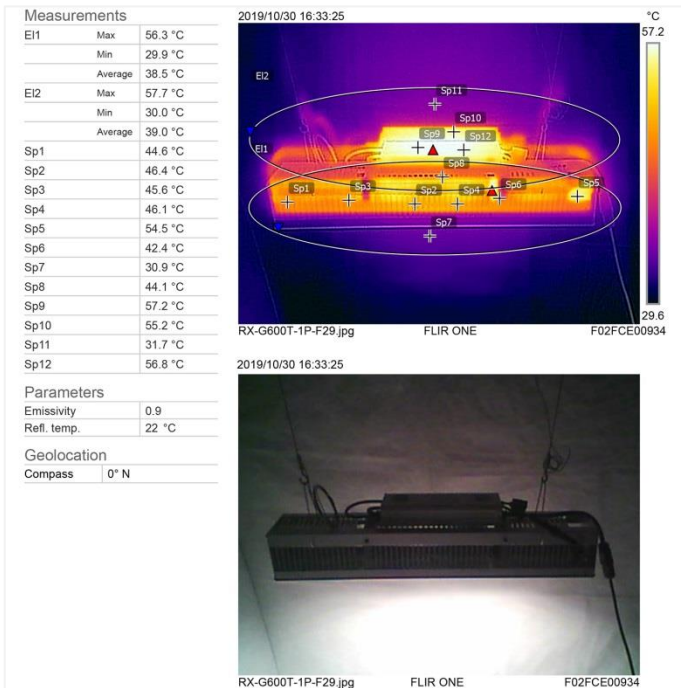 Measurements
El1 Max 56.3 °C
Min 29.9 °C
Average 38.5 °C
El2 Max 57.7 °C
Min 30.0 °C
Average 39.0 °C
Sp1 44.6 °C
Sp2 46.4 °C
Sp3 45.6 °C
Sp4 46.1 °C
Sp5 54.5 °C
Sp6 42.4 °C
Sp7 30.9 °C
Sp8 44.1 °C
Sp9 57.2 °C
Sp10 55.2 °C
Sp11 31.7 °C
Sp12 56.8 °C
Parameters
Emissivity 0.9
Refl. temp. 22 °C
Geolocation
Compass 0° N
2019/10/30 16:33:25 °C
57.2
El2
Sp11
Sp10
Sp9 Sp12
El1
Sp8
Sp1 Sp3 Sp2 Sp4 Sp6 Sp5
Sp7
29.6
RX-G600T-1P-F29.jpg FLIR ONE F02FCE00934
2019/10/30 16:33:25
RX-G600T-1P-F29.jpg FLIR ONE F02FCE00934